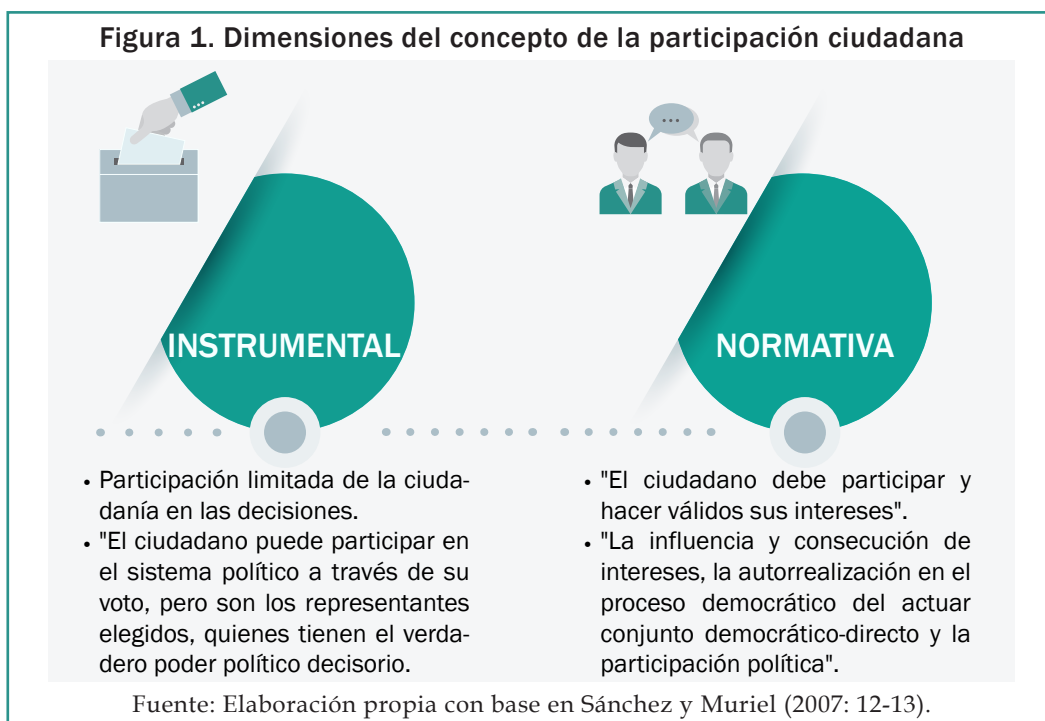 Figura 1. Dimensiones del concepto de la participación ciudadana
...
INSTRUMENTAL
• Participación limitada de la ciuda-
danía en las decisiones.
• "El ciudadano puede participar en
el sistema político a través de su
voto, pero son los representantes
elegidos, quienes tienen el verda-
dero poder político decisorio.
NORMATIVA
• "El ciudadano debe participar y
hacer válidos sus intereses".
• "La influencia y consecución de
intereses, la autorrealización en el
proceso democrático del actuar
conjunto democrático-directo y la
participación política".
Fuente: Elaboración propia con base en Sánchez y Muriel (2007: 12-13).